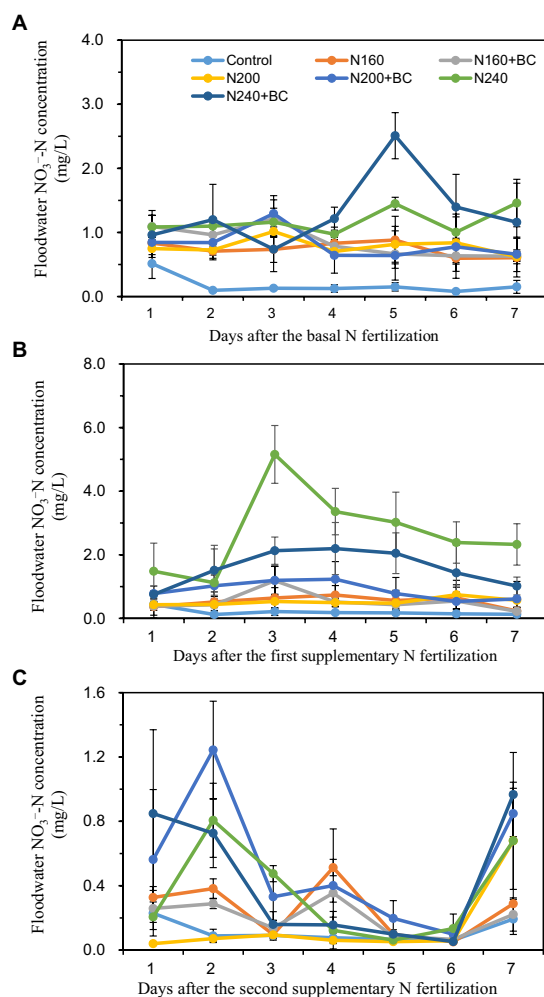 A
Floodwater NO₃⁻-N concentration
(mg/L)
4.0
3.0
2.0
1.0
0.0
Control
N160
N160+BC
N200
N200+BC
N240
N240+BC
1 2 3 4 5 6 7
Days after the basal N fertilization
B
Floodwater NO₃⁻N concentration
(mg/L)
8.0
6.0
4.0
2.0
0.0
1 2 3 4 5 6 7
Days after the first supplementary N fertilization
C
Floodwater NO₃⁻-N concentration
(mg/L)
1.6
1.2
0.8
0.4
0.0
1 2 3 4 5 6 7
Days after the second supplementary N fertilization